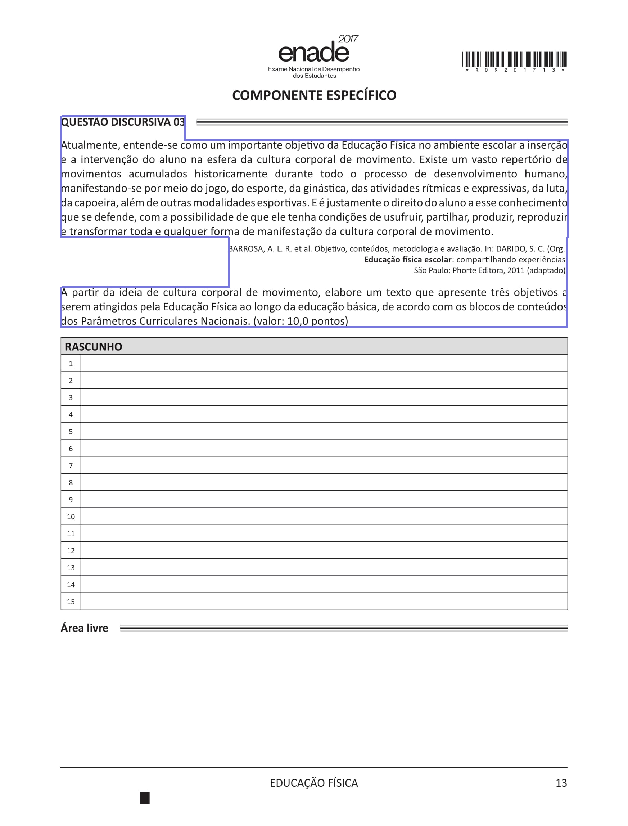 2017
enade
Exame Nacional de Desempenho
dos Estudantes
*R0920171 3*
COMPONENTE ESPECÍFICO
QUESTÃO DISCURSIVA 03
Atualmente, entende-se como um importante objetivo da Educação Física no ambiente escolar a inserção
e a intervenção do aluno na esfera da cultura corporal de movimento. Existe um vasto repertório de
movimentos acumulados historicamente durante todo o processo de desenvolvimento humano,
manifestando-se por meio do jogo, do esporte, da ginástica, das atividades rítmicas e expressivas, da luta,
da capoeira, além de outras modalidades esportivas. E é justamente o direito do aluno a esse conhecimento
que se defende, com a possibilidade de que ele tenha condições de usufruir, partilhar, produzir, reproduzir
e transformar toda e qualquer forma de manifestação da cultura corporal de movimento.
BARROSA, A. L. R. et al. Objetivo, conteúdos, metodologia e avaliação. In: DARIDO, S. C. (Org.
Educação física escolar: compartilhando experiências
São Paulo: Phorte Editora, 2011 (adaptado)
A partir da ideia de cultura corporal de movimento, elabore um texto que apresente três objetivos a
serem atingidos pela Educação Física ao longo da educação básica, de acordo com os blocos de conteúdos
dos Parâmetros Curriculares Nacionais. (valor: 10,0 pontos)
RASCUNHO
1
2
3
4
5
6
7
8
9
10
11
12
13
14
15
Área livre
EDUCAÇÃO FÍSICA
13